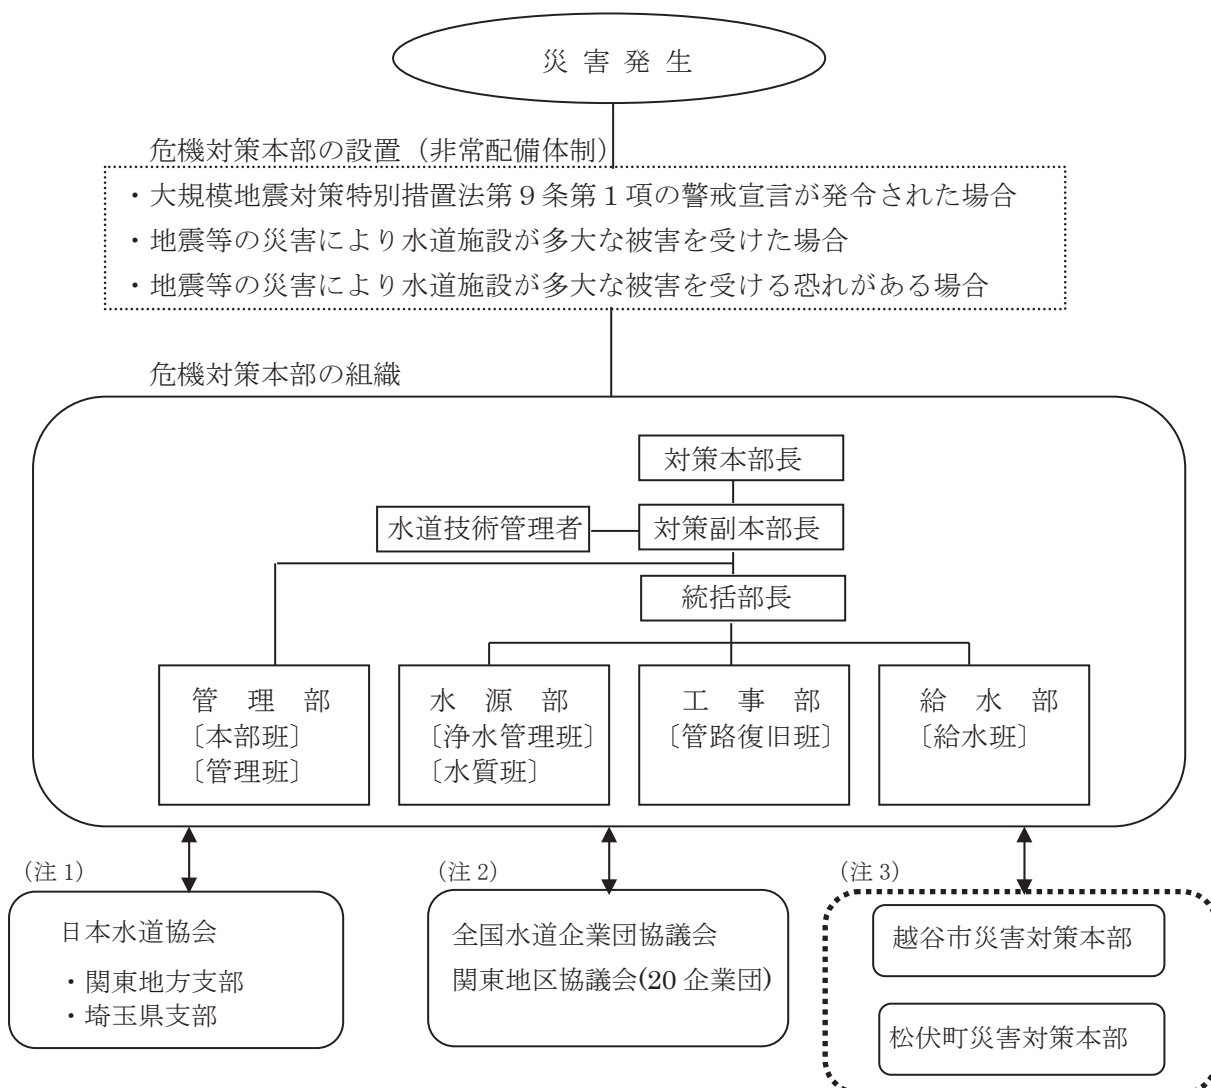 災 害 発 生
危機対策本部の設置（非常配備体制）
・大規模地震対策特別措置法第９条第１項の警戒宣言が発令された場合
・地震等の災害により水道施設が多大な被害を受けた場合
・地震等の災害により水道施設が多大な被害を受ける恐れがある場合
危機対策本部の組織
対策本部長
水道技術管理者
対策副本部長
統括部長
管　理　部
〔本部班〕
〔管理班〕
水　源　部
〔浄水管理班〕
〔水質班〕
工　事　部
〔管路復旧班〕
給　水　部
〔給水班〕
（注１）
日本水道協会
・関東地方支部
・埼玉県支部
（注２）
全国水道企業団協議会
関東地区協議会(20 企業団)
（注３）
越谷市災害対策本部
松伏町災害対策本部